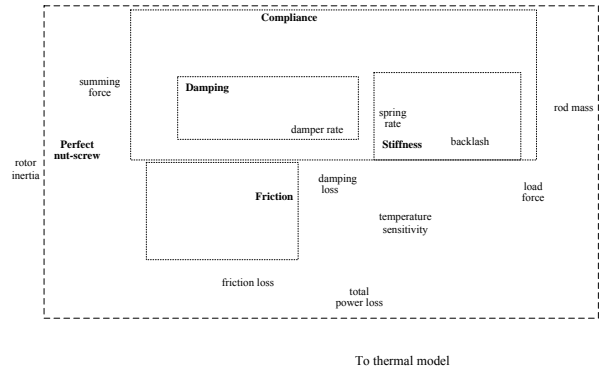 Compliance
summing
force
Damping
damper rate
spring
rate
Stiffness
backlash
rod mass
Perfect
nut-screw
rotor
inertia
Friction
damping
loss
load
force
temperature
sensitivity
friction loss
total
power loss
To thermal model